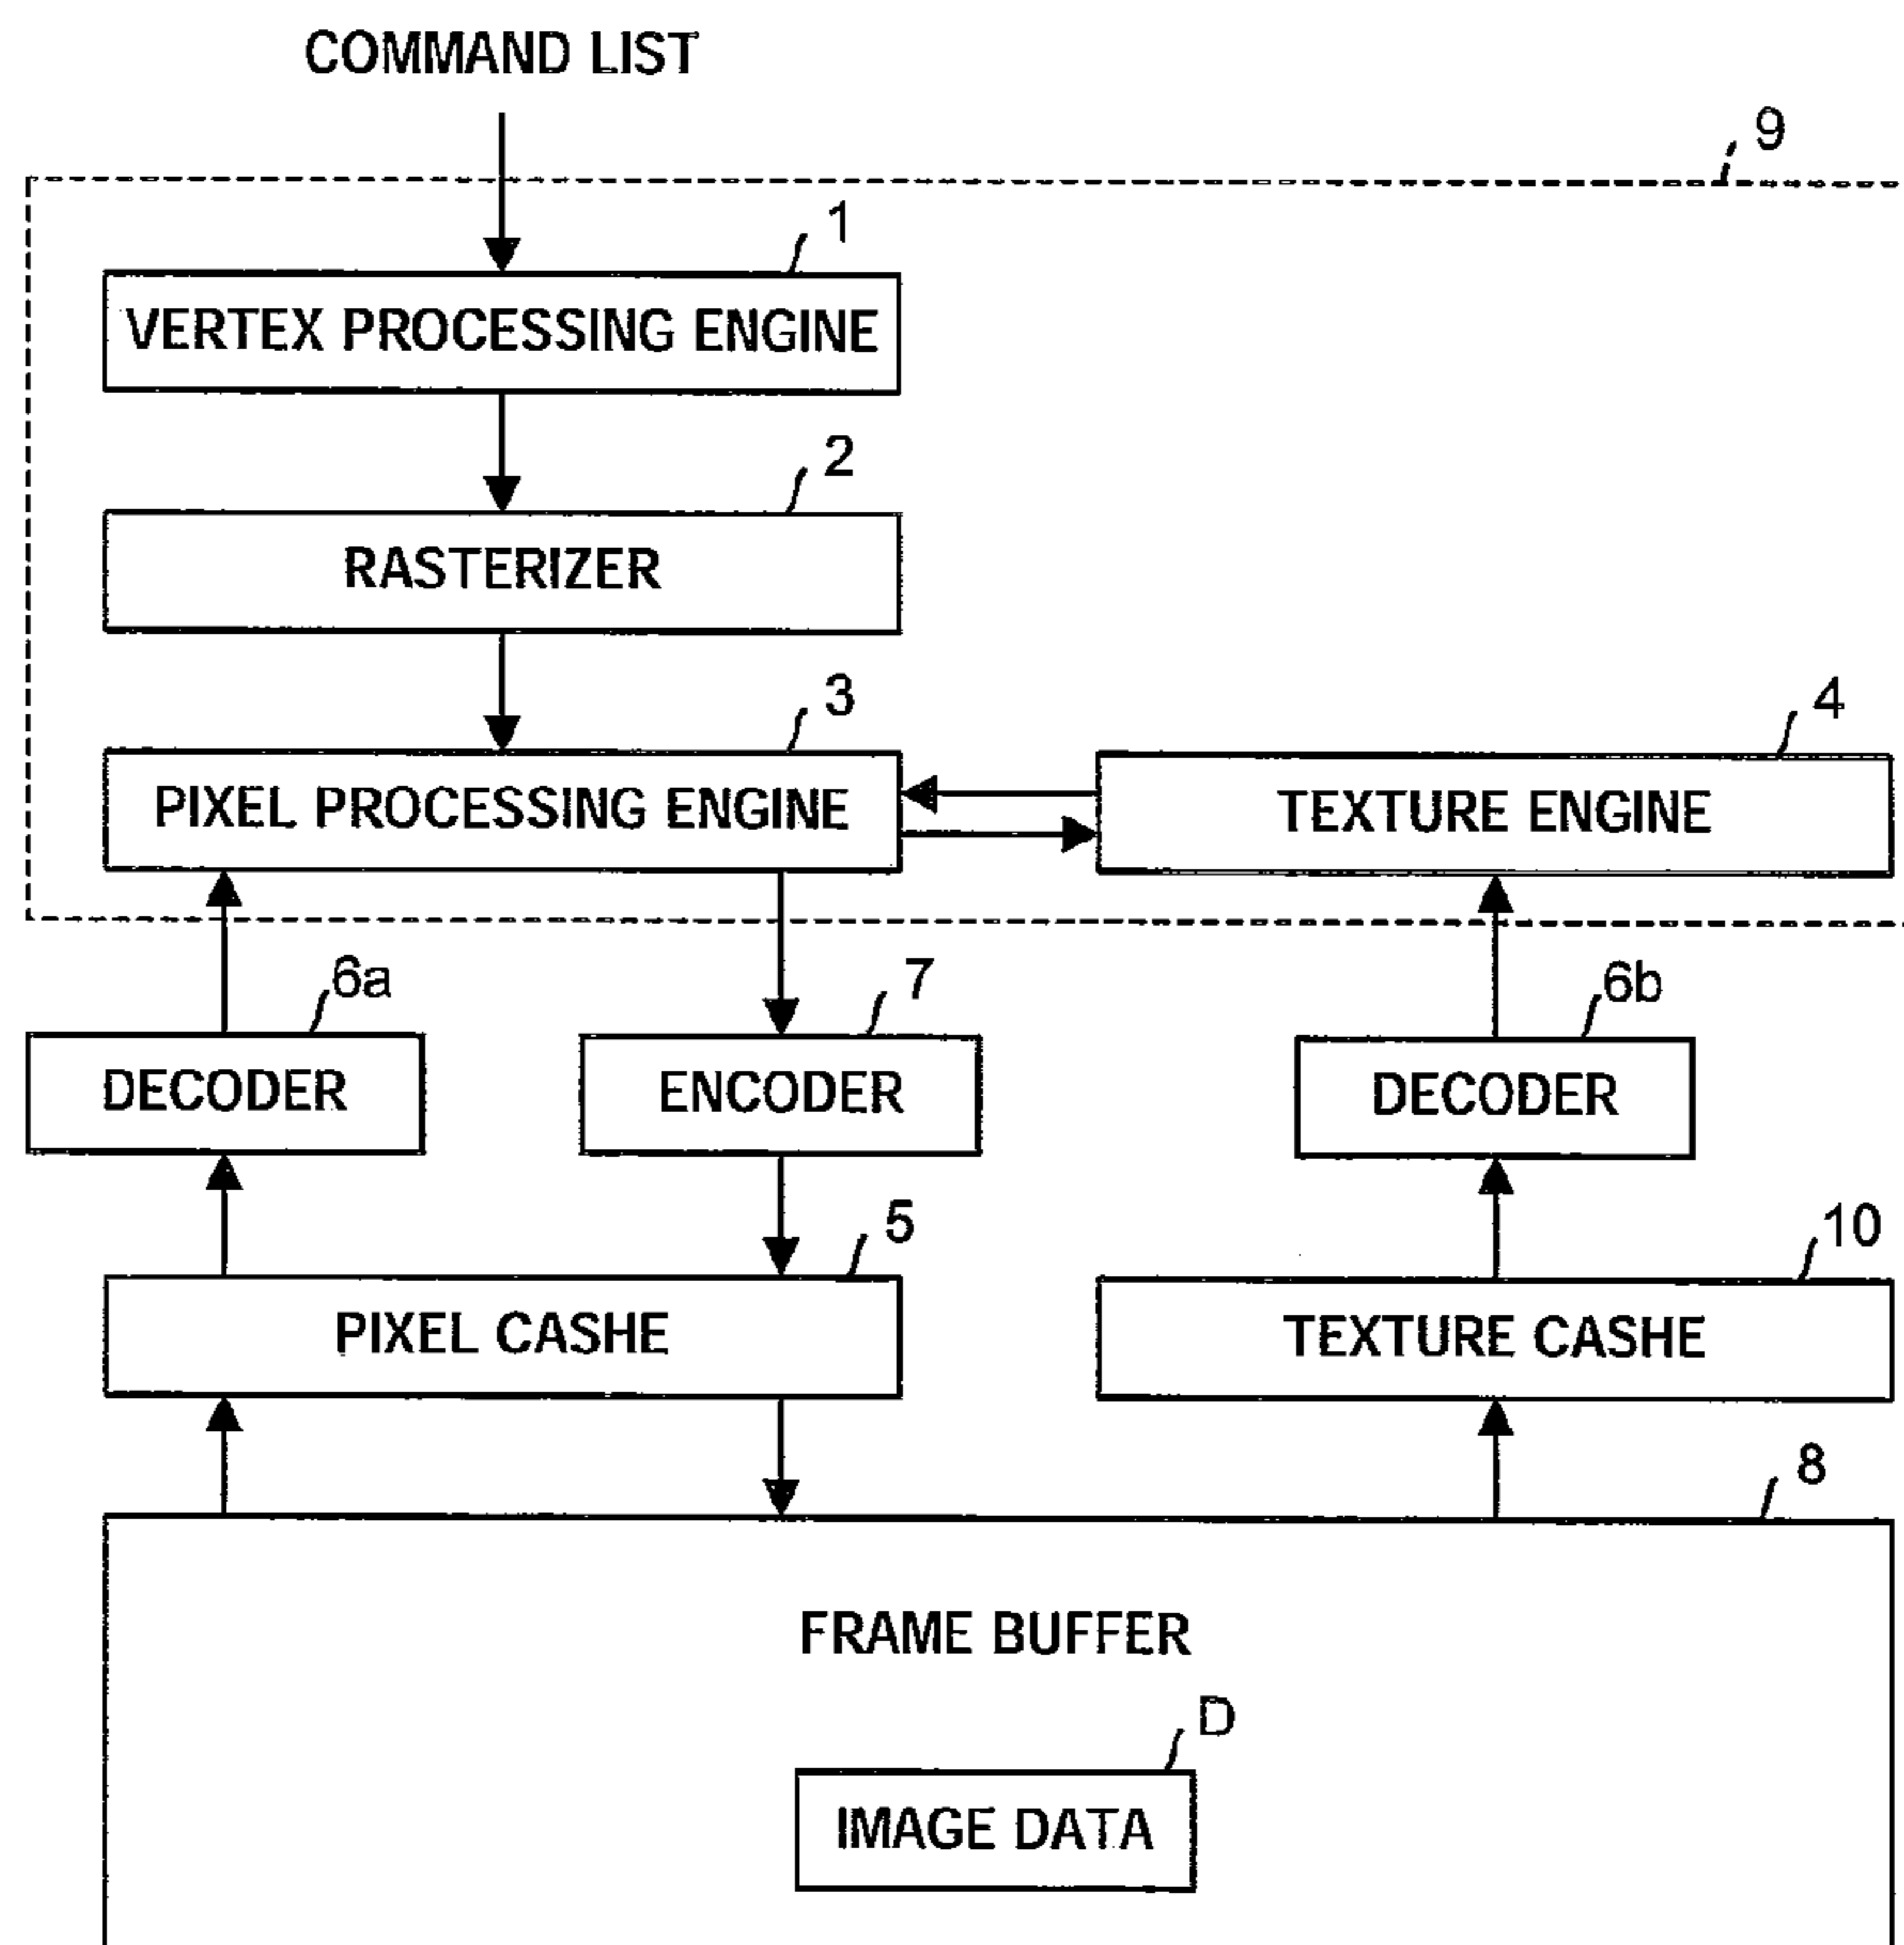 COMMAND LIST
9
1
VERTEX PROCESSING ENGINE
2
RASTERIZER
3
4
PIXEL PROCESSING ENGINE
TEXTURE ENGINE
6a
7
6b
DECODER
ENCODER
DECODER
5
10
PIXEL CASHE
TEXTURE CASHE
8
FRAME BUFFER
D
IMAGE DATA